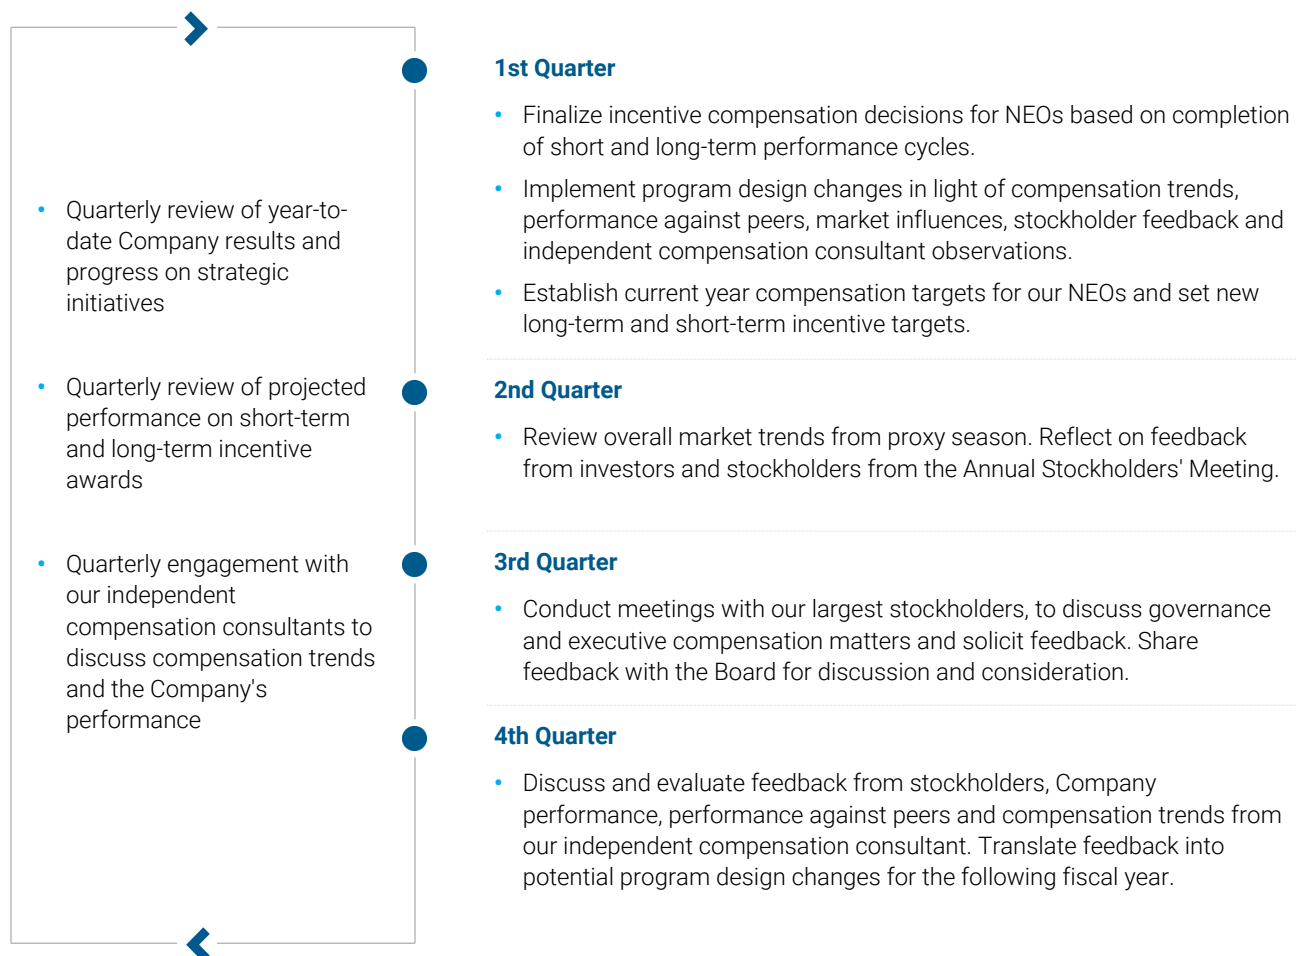 • Quarterly review of year-to-
date Company results and
progress on strategic
initiatives
• Quarterly review of projected
performance on short-term
and long-term incentive
awards
• Quarterly engagement with
our independent
compensation consultants to
discuss compensation trends
and the Company's
performance
1st Quarter
• Finalize incentive compensation decisions for NEOs based on completion
of short and long-term performance cycles.
• Implement program design changes in light of compensation trends,
performance against peers, market influences, stockholder feedback and
independent compensation consultant observations.
• Establish current year compensation targets for our NEOs and set new
long-term and short-term incentive targets.
2nd Quarter
• Review overall market trends from proxy season. Reflect on feedback
from investors and stockholders from the Annual Stockholders' Meeting.
3rd Quarter
• Conduct meetings with our largest stockholders, to discuss governance
and executive compensation matters and solicit feedback. Share
feedback with the Board for discussion and consideration.
4th Quarter
• Discuss and evaluate feedback from stockholders, Company
performance, performance against peers and compensation trends from
our independent compensation consultant. Translate feedback into
potential program design changes for the following fiscal year.